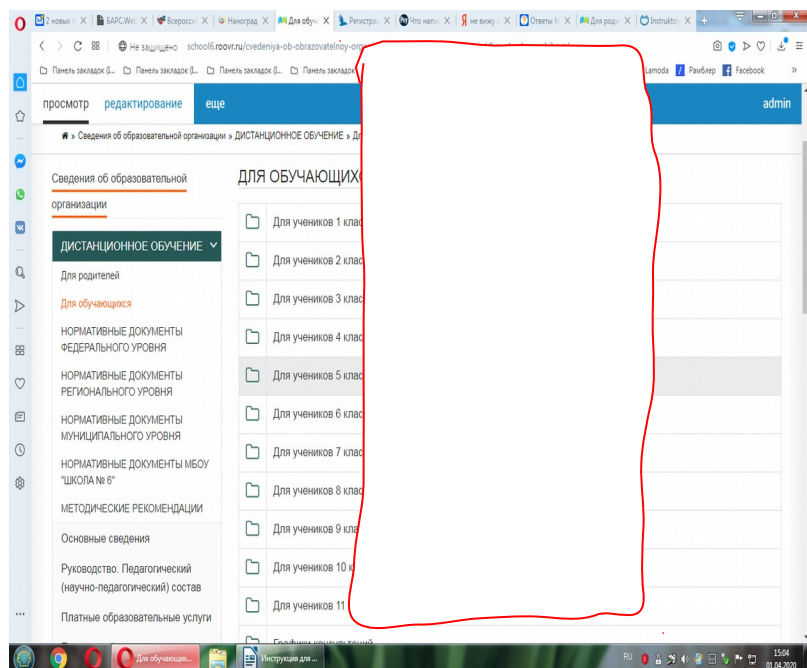 2 новых п
БАРС.Web
Всеросси
Наноград
Для обуч
Регистрац
Что напис
Я не вижу
Ответы M
Для роди
Не защищено school6.roovr.ru/cvedeniya-ob-obrazovatelnoy-
Панель закладок (I... Панель закладок (I... Панель закладок (I... Панель закладок
Lamoda Рамблер Facebook »
просмотр редактирование еще admin
» Сведения об образовательной организации » ДИСТАНЦИОННОЕ ОБУЧЕНИЕ »
Сведения об образовательной
организации
ДИСТАНЦИОННОЕ ОБУЧЕНИЕ
Для родителей
Для обучающихся
НОРМАТИВНЫЕ ДОКУМЕНТЫ
ФЕДЕРАЛЬНОГО УРОВНЯ
НОРМАТИВНЫЕ ДОКУМЕНТЫ
РЕГИОНАЛЬНОГО УРОВНЯ
НОРМАТИВНЫЕ ДОКУМЕНТЫ
МУНИЦИПАЛЬНОГО УРОВНЯ
НОРМАТИВНЫЕ ДОКУМЕНТЫ МБОУ
"ШКОЛА № 6"
МЕТОДИЧЕСКИЕ РЕКОМЕНДАЦИИ
Основные сведения
Руководство. Педагогический
(научно-педагогический) состав
Платные образовательные услуги
ДЛЯ ОБУЧАЮЩИХ
Для учеников 1 клас
Для учеников 2 клас
Для учеников 3 клас
Для учеников 4 клас
Для учеников 5 клас
Для учеников 6 клас
Для учеников 7 клас
Для учеников 8 клас
Для учеников 9 кла
Для учеников 10 к
Для учеников 11
Графики консультаций
Для обучающих...
Инструкция для ...
RU
15:04
01.04.2020